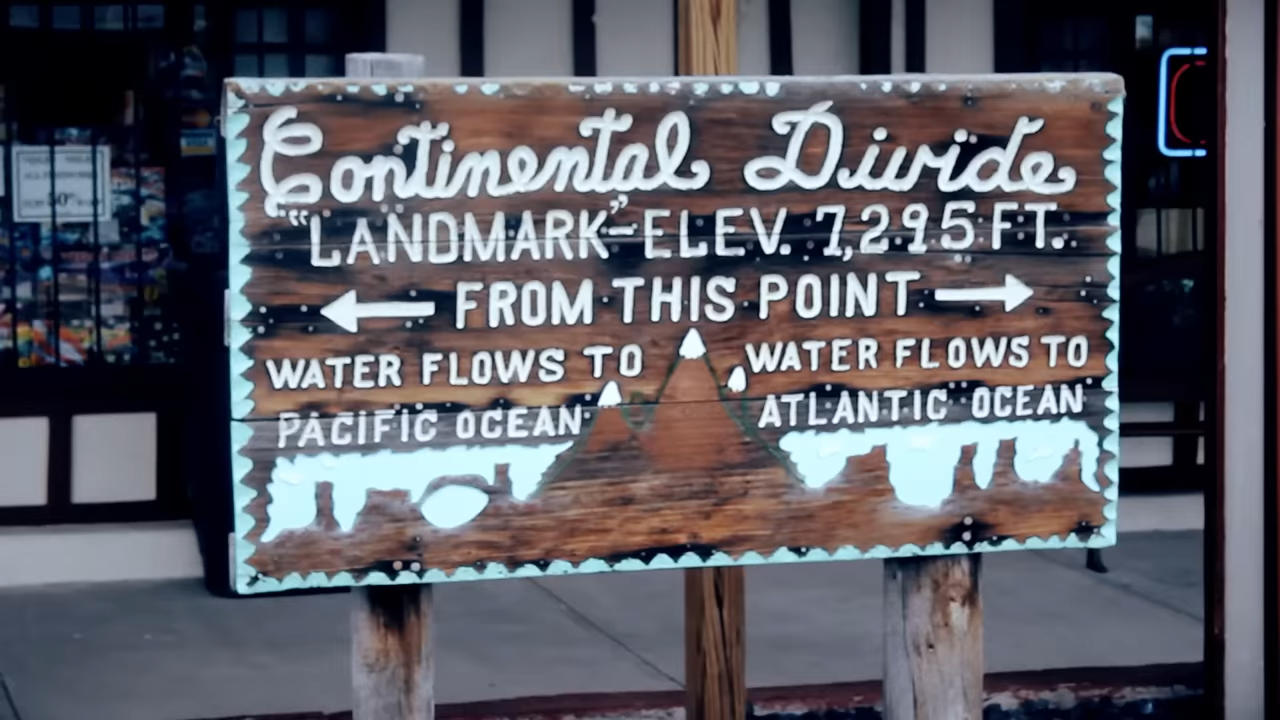 Continental Divide
"LANDMARK"-ELEV. 7,295 FT.
FROM THIS POINT
WATER FLOWS TO
PACIFIC OCEAN
WATER FLOWS TO
ATLANTIC OCEAN